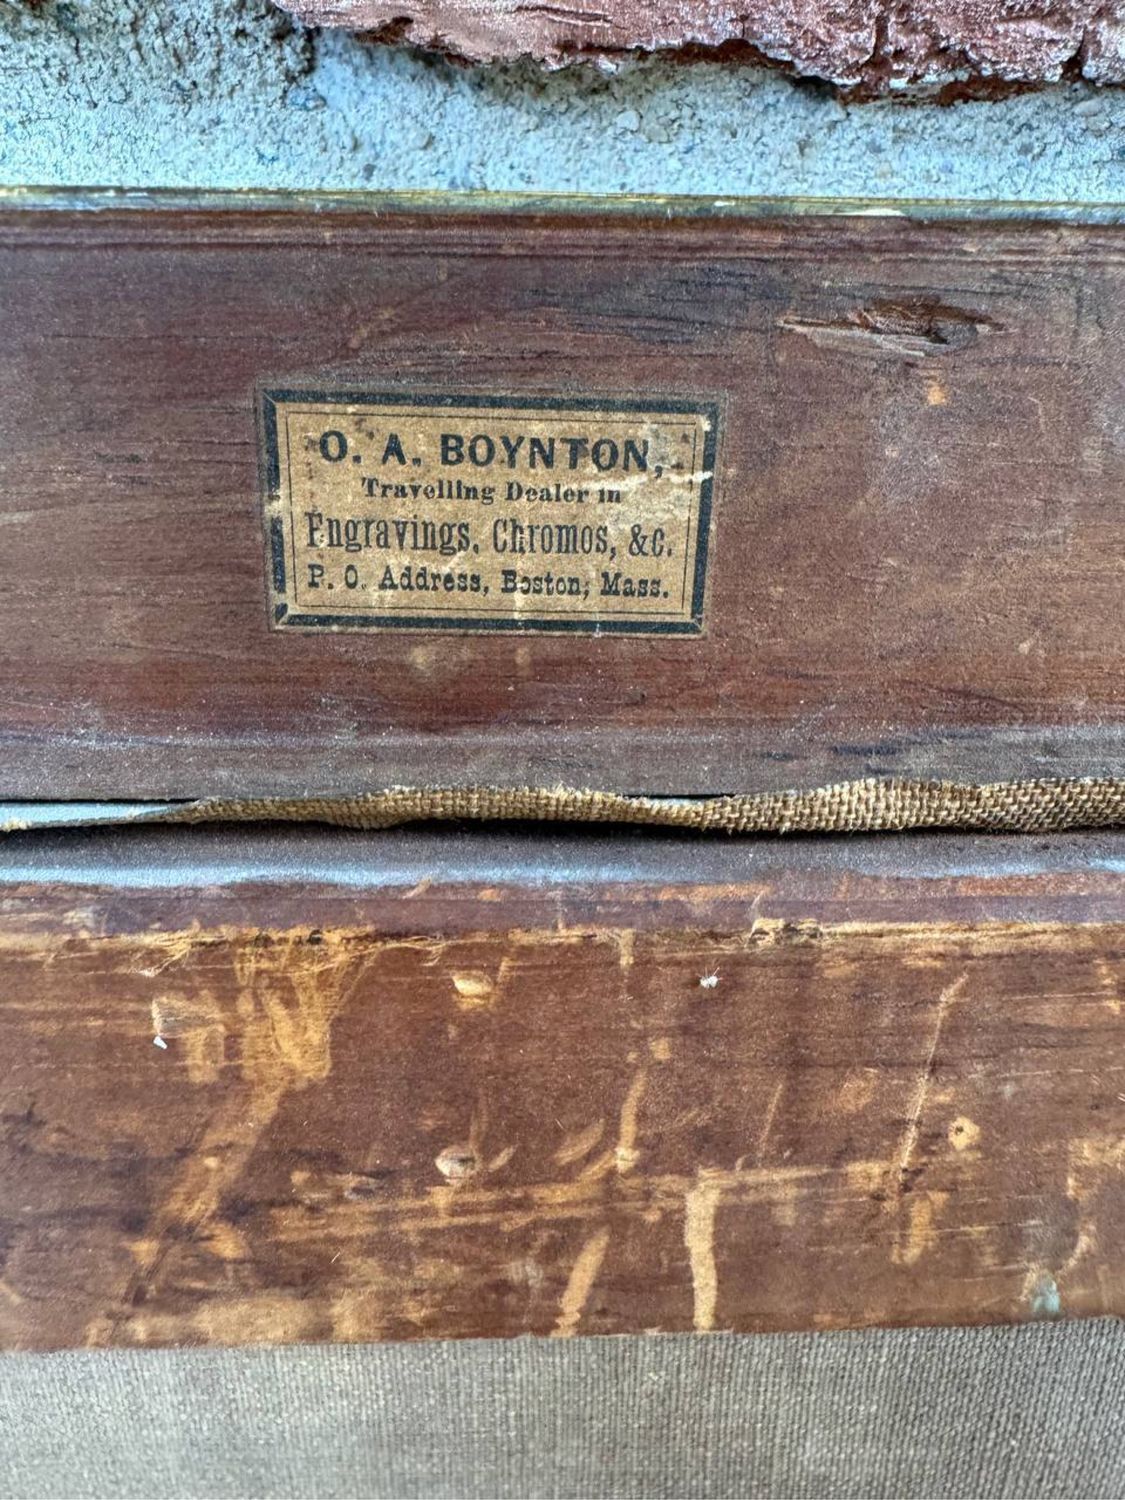 O. A. BOYNTON,
Travelling Dealer in
Engravings, Chromos, &c.
P. O. Address, Boston, Mass.